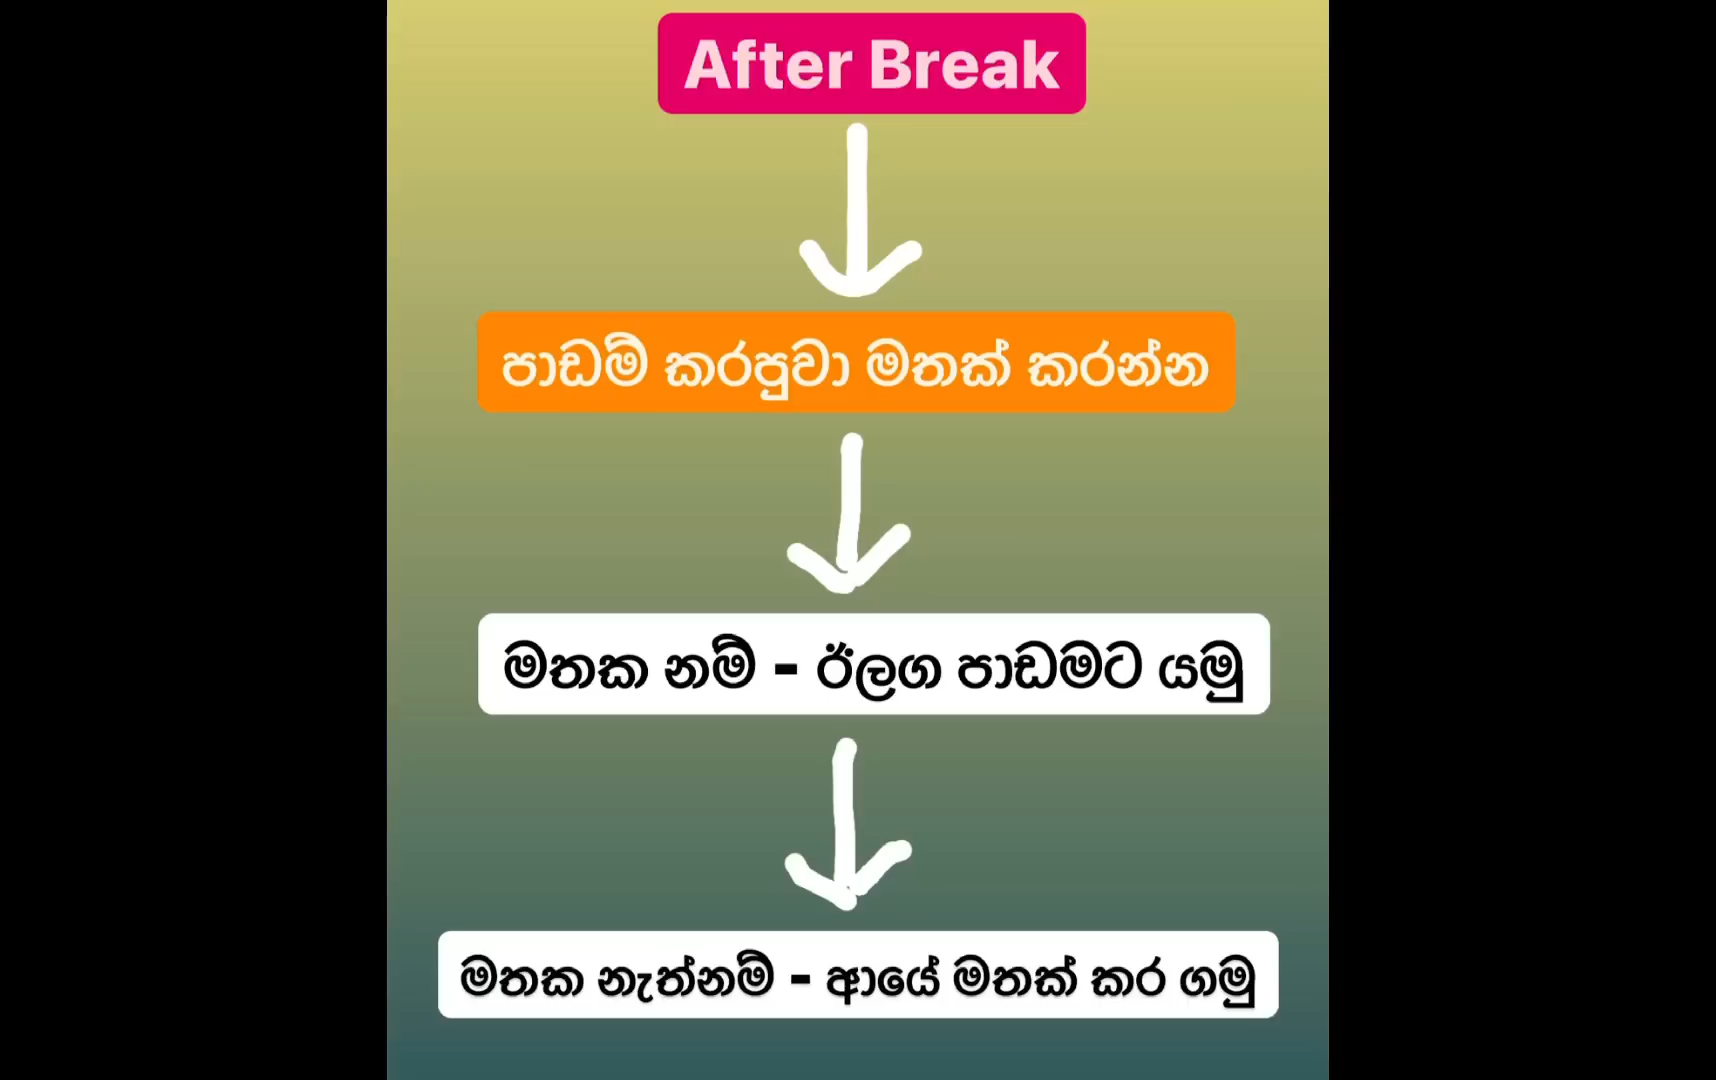 After Break
පාඩම් කරපුවා මතක් කරන්න
මතක නම් - ඊලග පාඩමට යමු
මතක නැත්නම් - ආයේ මතක් කර ගමු